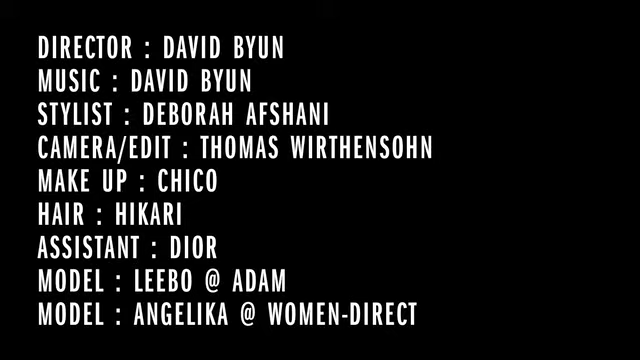 DIRECTOR : DAVID BYUN
MUSIC : DAVID BYUN
STYLIST : DEBORAH AFSHANI
CAMERA/EDIT : THOMAS WIRTHENSOHN
MAKE UP : CHICO
HAIR : HIKARI
ASSISTANT : DIOR
MODEL : LEEBO @ ADAM
MODEL : ANGELIKA @ WOMEN-DIRECT